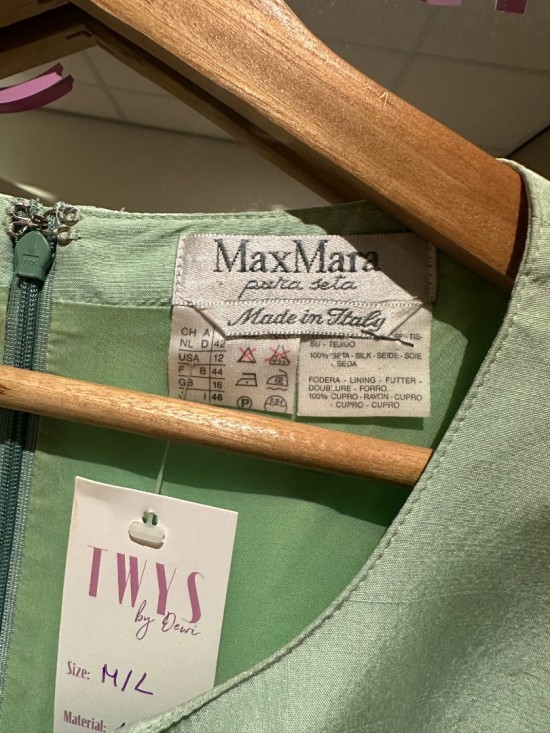 MaxMara
pura seta
Made in Italy
CH A
NL D 42
USA 12
F B 44
GB 16
I 46
SU - TEJIDO
100% SETA - SILK - SEIDE - SOIE
- SEDA
FODERA - LINING - FUTTER -
DOUBLURE - FORRO.
100% CUPRO - RAYON - CUPRO
- CUPRO - CUPRO
TWYS
by Dewi
Size: M/L
Material: